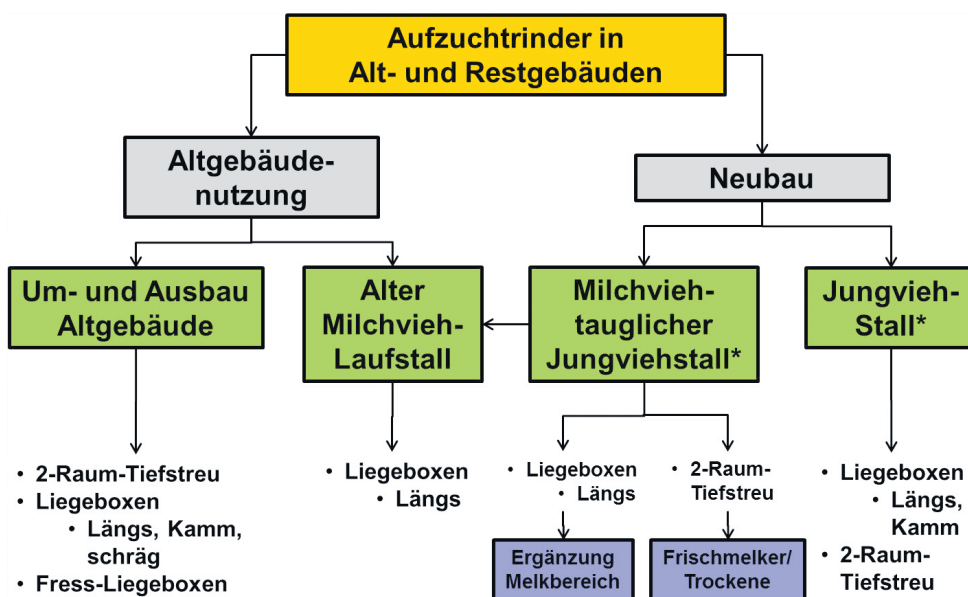 Aufzuchtrinder in
Alt- und Restgebäuden
Altgebäude-
nutzung
Neubau
Um- und Ausbau
Altgebäude
Alter
Milchvieh-
Laufstall
Milchvieh-
tauglicher
Jungviehstall*
Jungvieh-
Stall*
• 2-Raum-Tiefstreu
• Liegeboxen
• Längs, Kamm,
schräg
• Fress-Liegeboxen
• Liegeboxen
• Längs
• Liegeboxen
• Längs
• 2-Raum-
Tiefstreu
• Liegeboxen
• Längs,
Kamm
• 2-Raum-
Tiefstreu
Ergänzung
Melkbereich
Frischmelker/
Trockene